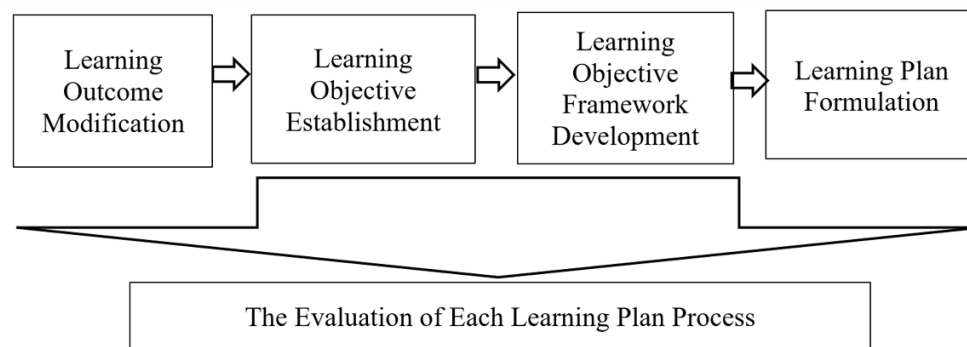 Learning
Outcome
Modification
Learning
Objective
Establishment
Learning
Objective
Framework
Development
Learning Plan
Formulation
The Evaluation of Each Learning Plan Process